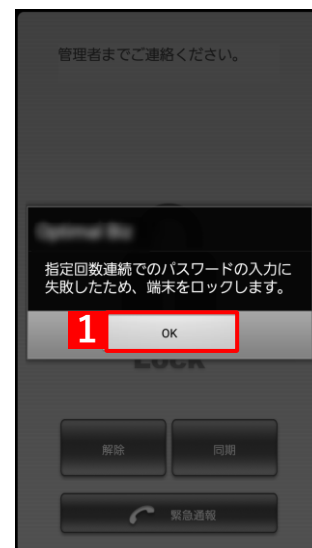 管理者までご連絡ください。
指定回数連続でのパスワードの入力に
失敗したため、端末をロックします。
1
OK
Lock
解除
同期
緊急通報